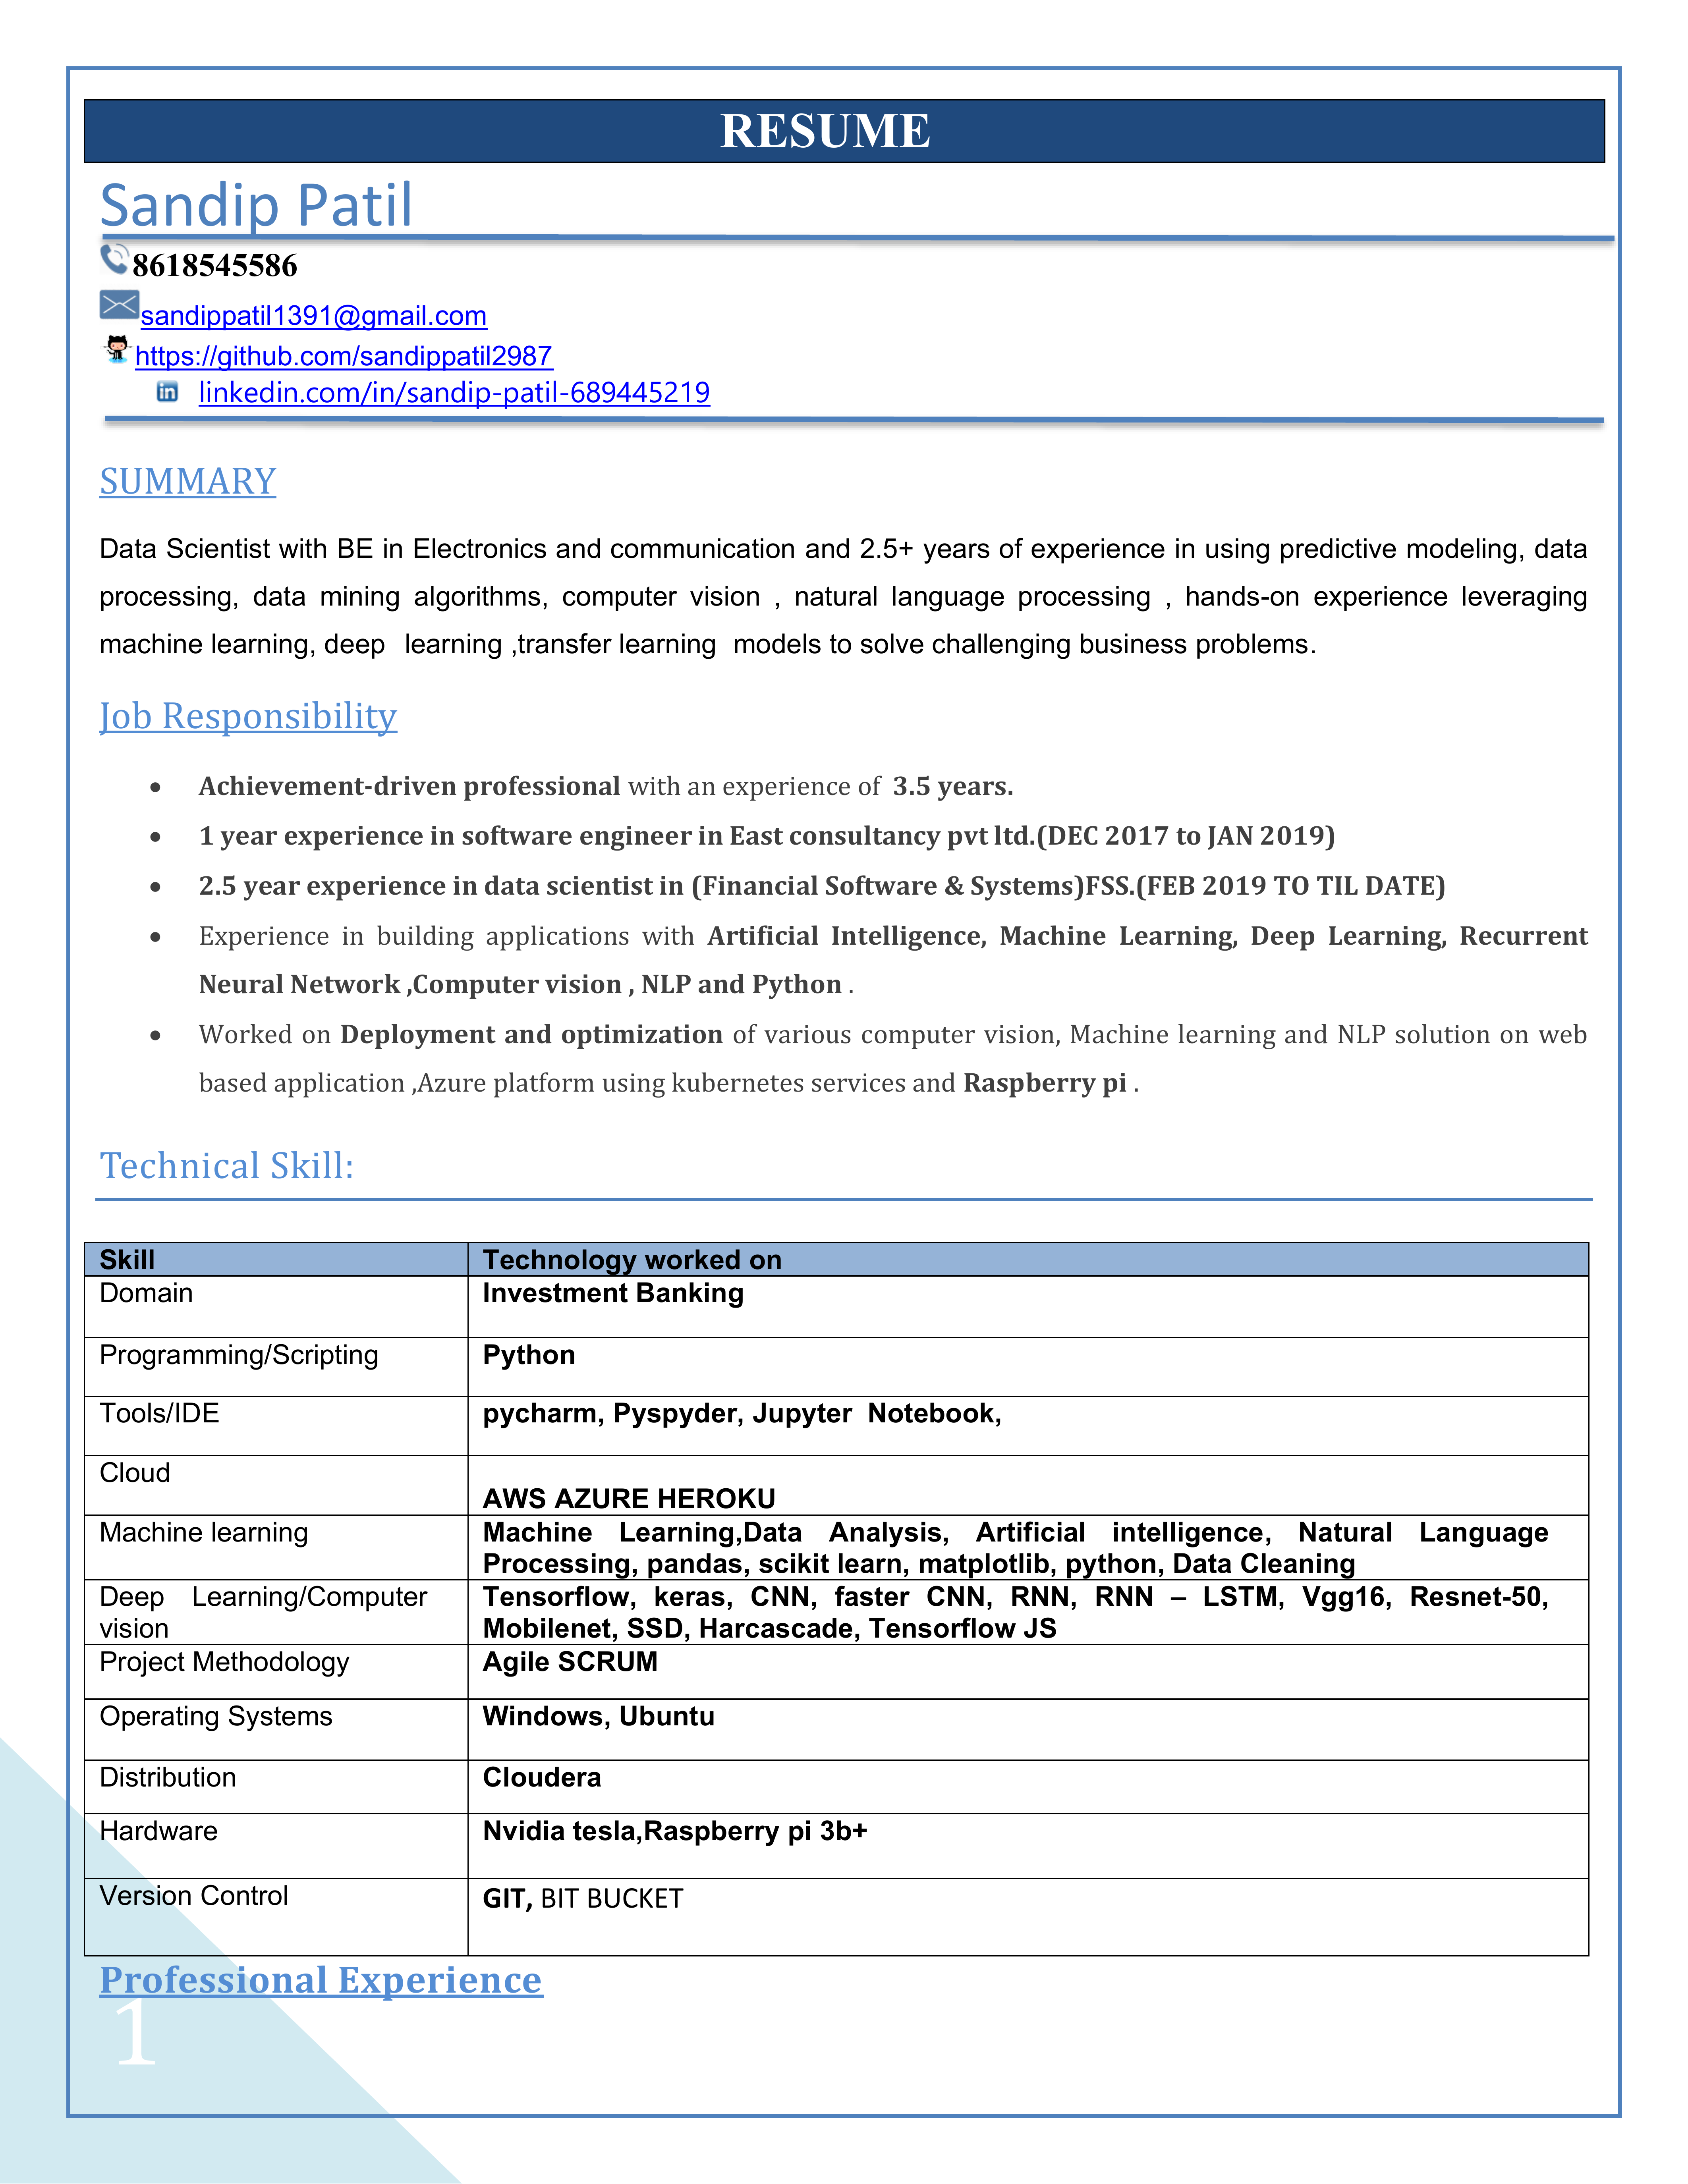 RESUME
Sandip Patil
8618545586
sandippatil1391@gmail.com
https://github.com/sandippatil2987
in linkedin.com/in/sandip-patil-689445219
SUMMARY
Data Scientist with BE in Electronics and communication and 2.5+ years of experience in using predictive modeling, data
processing, data mining algorithms, computer vision , natural language processing , hands-on experience leveraging
machine learning, deep learning ,transfer learning models to solve challenging business problems.
Job Responsibility
• Achievement-driven professional with an experience of 3.5 years.
• 1 year experience in software engineer in East consultancy pvt ltd.(DEC 2017 to JAN 2019)
• 2.5 year experience in data scientist in (Financial Software & Systems)FSS.(FEB 2019 TO TIL DATE)
• Experience in building applications with Artificial Intelligence, Machine Learning, Deep Learning, Recurrent
Neural Network ,Computer vision , NLP and Python .
• Worked on Deployment and optimization of various computer vision, Machine learning and NLP solution on web
based application ,Azure platform using kubernetes services and Raspberry pi .
Technical Skill:
Skill Technology worked on
Domain Investment Banking
Programming/Scripting Python
Tools/IDE pycharm, Pyspyder, Jupyter Notebook,
Cloud
AWS AZURE HEROKU
Machine learning Machine Learning,Data Analysis, Artificial intelligence, Natural Language
Processing, pandas, scikit learn, matplotlib, python, Data Cleaning
Deep Learning/Computer Tensorflow, keras, CNN, faster CNN, RNN, RNN – LSTM, Vgg16, Resnet-50,
vision Mobilenet, SSD, Harcascade, Tensorflow JS
Project Methodology Agile SCRUM
Operating Systems Windows, Ubuntu
Distribution Cloudera
Hardware Nvidia tesla,Raspberry pi 3b+
Version Control GIT, BIT BUCKET
Professional Experience
1